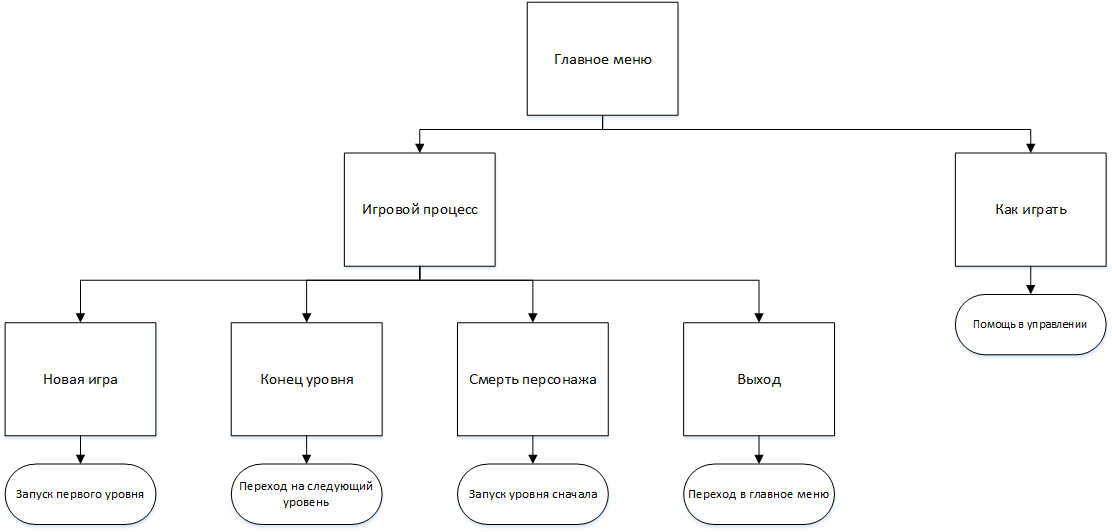 Главное меню
Игровой процесс
Как играть
Помощь в управлении
Новая игра
Конец уровня
Смерть персонажа
Выход
Запуск первого уровня
Переход на следующий
уровень
Запуск уровня сначала
Переход в главное меню